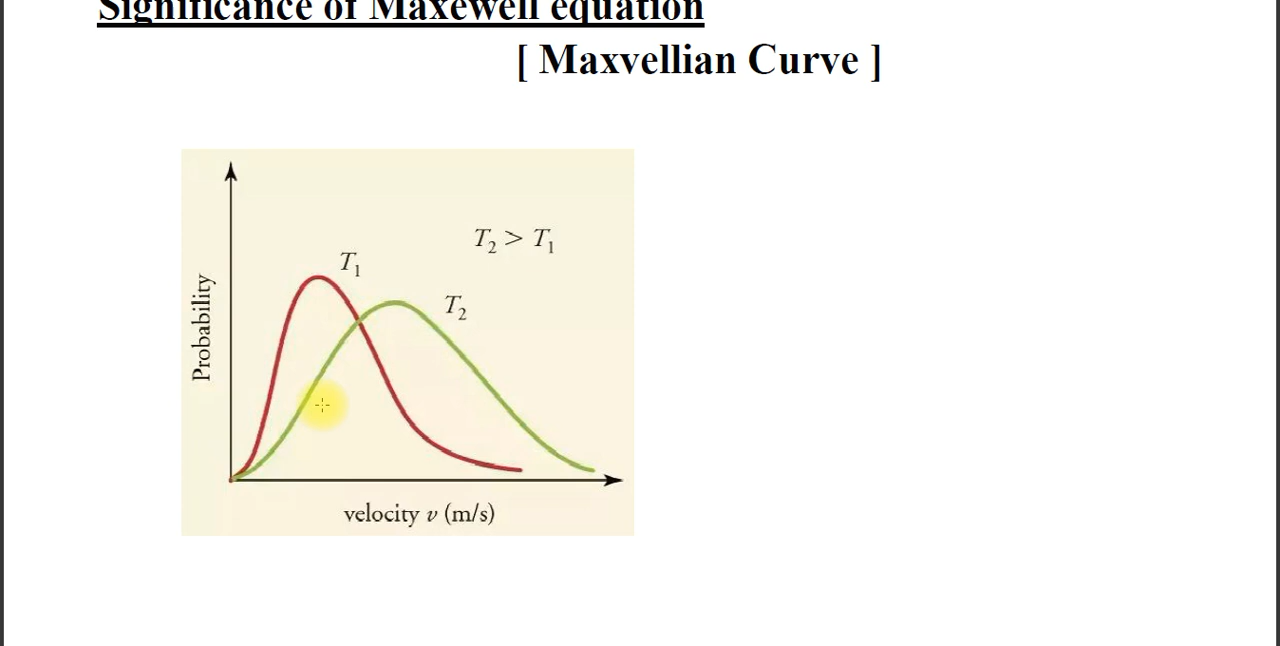 Significance of Maxewell equation
[ Maxvellian Curve ]
T₂ > T₁
T₁
T₂
Probability
velocity v (m/s)